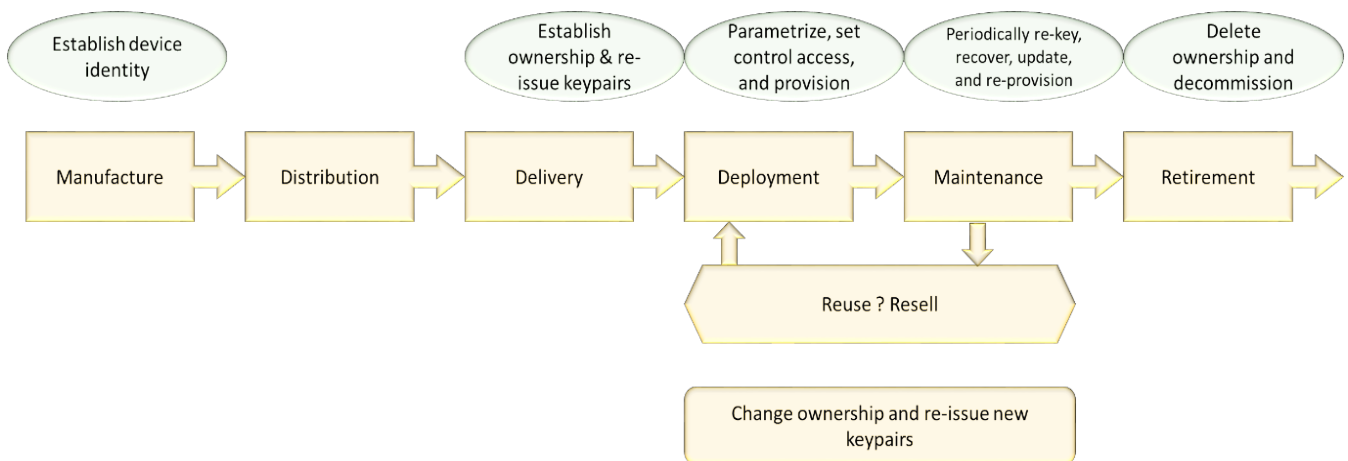 Establish device
identity
Establish
ownership & re-
issue keypairs
Parametrize, set
control access,
and provision
Periodically re-key,
recover, update,
and re-provision
Delete
ownership and
decommission
Manufacture
Distribution
Delivery
Deployment
Maintenance
Retirement
Reuse ? Resell
Change ownership and re-issue new
keypairs